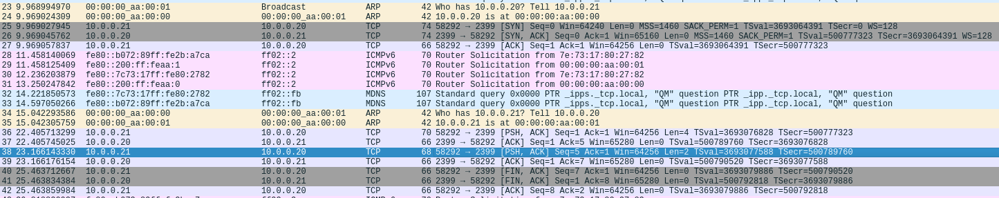 23 9.968994970 00:00:00_aa:00:01 Broadcast ARP 42 Who has 10.0.0.20? Tell 10.0.0.21
24 9.969024309 00:00:00_aa:00:00 00:00:00_aa:00:01 ARP 42 10.0.0.20 is at 00:00:00:aa:00:00
25 9.969027945 10.0.0.21 10.0.0.20 TCP 74 58292 → 2399 [SYN] Seq=0 Win=64240 Len=0 MSS=1460 SACK_PERM=1 TSval=3693064391 TSecr=0 WS=128
26 9.969045762 10.0.0.20 10.0.0.21 TCP 74 2399 → 58292 [SYN, ACK] Seq=0 Ack=1 Win=65160 Len=0 MSS=1460 SACK_PERM=1 TSval=500777323 TSecr=3693064391 WS=128
27 9.969057837 10.0.0.21 10.0.0.20 TCP 66 58292 → 2399 [ACK] Seq=1 Ack=1 Win=64256 Len=0 TSval=3693064391 TSecr=500777323
28 11.458140069 fe80::b072:89ff:fe2b:a7ca ff02::2 ICMPv6 70 Router Solicitation from 7e:73:17:80:27:82
29 11.458125409 fe80::200:ff:feaa:1 ff02::2 ICMPv6 70 Router Solicitation from 00:00:00:aa:00:01
30 12.236203879 fe80::7c73:17ff:fe80:2782 ff02::2 ICMPv6 70 Router Solicitation from 7e:73:17:80:27:82
31 13.250247842 fe80::200:ff:feaa:0 ff02::2 ICMPv6 70 Router Solicitation from 00:00:00:aa:00:00
32 14.221850573 fe80::7c73:17ff:fe80:2782 ff02::fb MDNS 107 Standard query 0x0000 PTR _ipps._tcp.local, "QM" question PTR _ipp._tcp.local, "QM" question
33 14.597050266 fe80::b072:89ff:fe2b:a7ca ff02::fb MDNS 107 Standard query 0x0000 PTR _ipps._tcp.local, "QM" question PTR _ipp._tcp.local, "QM" question
34 15.042293586 00:00:00_aa:00:00 00:00:00_aa:00:01 ARP 42 Who has 10.0.0.21? Tell 10.0.0.20
35 15.042305759 00:00:00_aa:00:01 00:00:00_aa:00:00 ARP 42 10.0.0.21 is at 00:00:00:aa:00:01
36 22.405713299 10.0.0.21 10.0.0.20 TCP 70 58292 → 2399 [PSH, ACK] Seq=1 Ack=1 Win=64256 Len=4 TSval=3693076828 TSecr=500777323
37 22.405745025 10.0.0.20 10.0.0.21 TCP 66 2399 → 58292 [ACK] Seq=1 Ack=5 Win=65280 Len=0 TSval=500789760 TSecr=3693076828
38 23.166143330 10.0.0.21 10.0.0.20 TCP 68 58292 → 2399 [PSH, ACK] Seq=5 Ack=1 Win=64256 Len=2 TSval=3693077588 TSecr=500789760
39 23.166176154 10.0.0.20 10.0.0.21 TCP 66 2399 → 58292 [ACK] Seq=1 Ack=7 Win=65280 Len=0 TSval=500790520 TSecr=3693077588
40 25.463712667 10.0.0.21 10.0.0.20 TCP 66 58292 → 2399 [FIN, ACK] Seq=7 Ack=1 Win=64256 Len=0 TSval=3693079886 TSecr=500790520
41 25.463834384 10.0.0.20 10.0.0.21 TCP 66 2399 → 58292 [FIN, ACK] Seq=1 Ack=8 Win=65280 Len=0 TSval=500792818 TSecr=3693079886
42 25.463859984 10.0.0.21 10.0.0.20 TCP 66 58292 → 2399 [ACK] Seq=8 Ack=2 Win=64256 Len=0 TSval=3693079886 TSecr=500792818